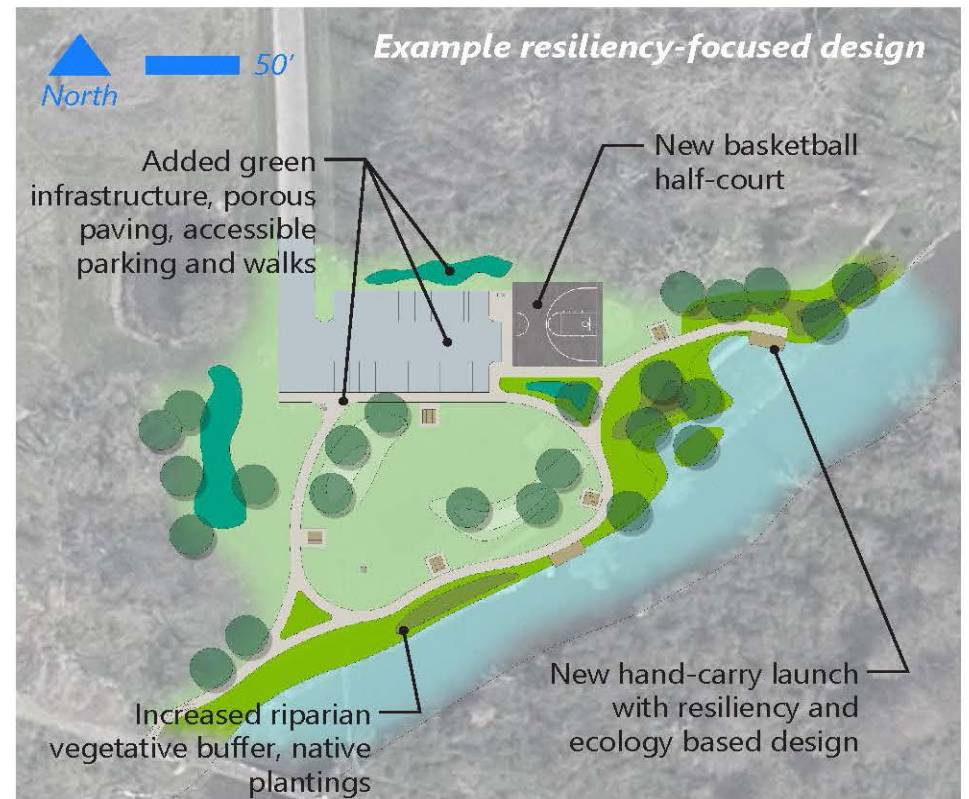 Example resiliency-focused design
50'
North
Added green
infrastructure, porous
paving, accessible
parking and walks
New basketball
half-court
New hand-carry launch
with resiliency and
ecology based design
Increased riparian
vegetative buffer, native
plantings